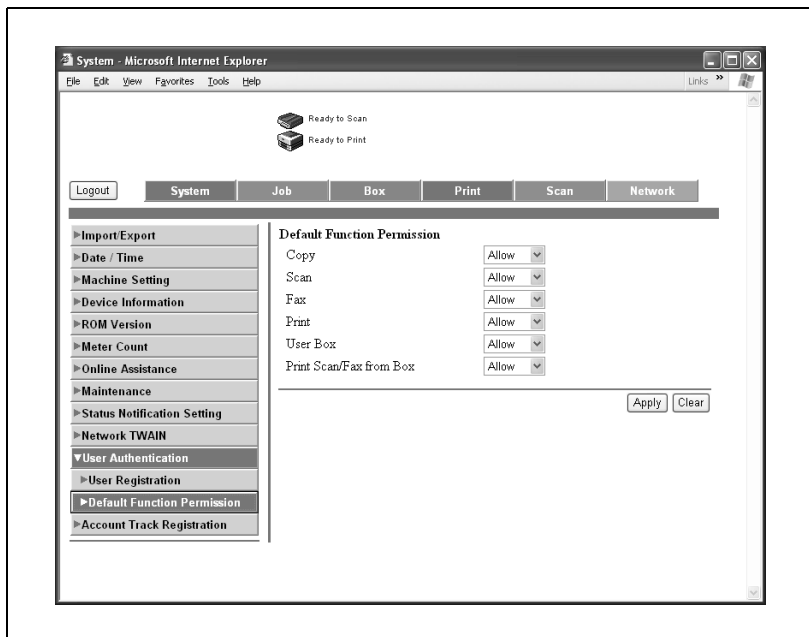 System - Microsoft Internet Explorer
File Edit View Favorites Tools Help Links »
Ready to Scan
Ready to Print
Logout System Job Box Print Scan Network
Import/Export
Date / Time
Machine Setting
Device Information
ROM Version
Meter Count
Online Assistance
Maintenance
Status Notification Setting
Network TWAIN
User Authentication
User Registration
Default Function Permission
Account Track Registration
Default Function Permission
Copy Allow
Scan Allow
Fax Allow
Print Allow
User Box Allow
Print Scan/Fax from Box Allow
Apply Clear